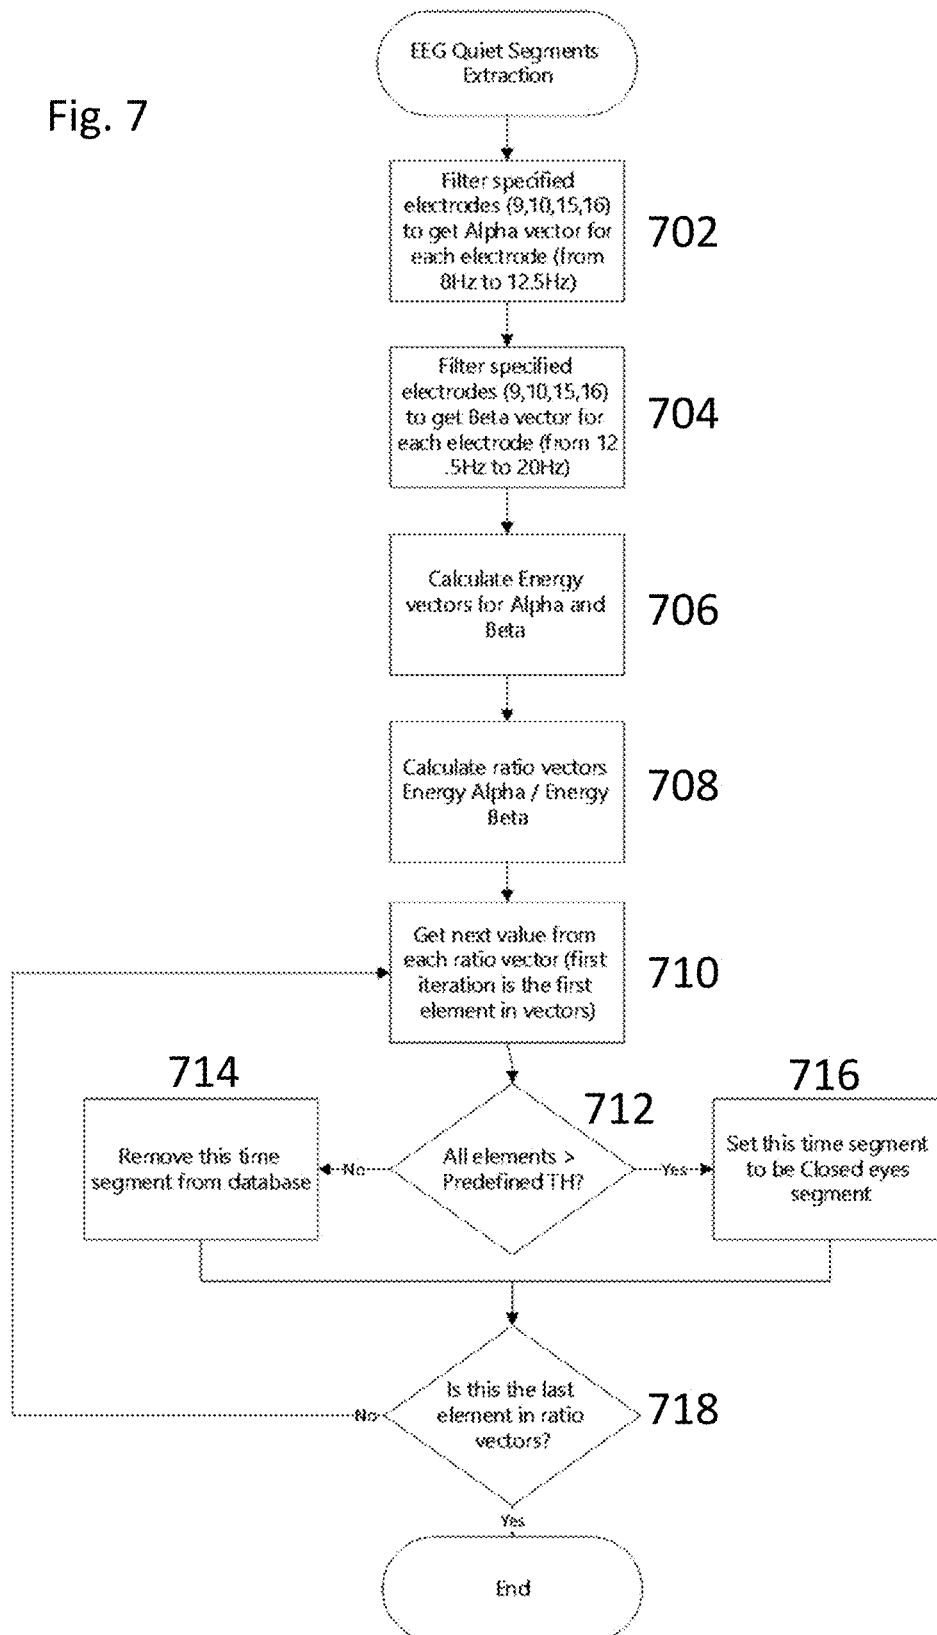 EEG Quiet Segments
Extraction
Fig. 7
Filter specified
electrodes (9,10,15,16)
to get Alpha vector for
each electrode (from
8Hz to 12.5Hz)
702
Filter specified
electrodes (9,10,15,16)
to get Beta vector for
each electrode (from 12
.5Hz to 20Hz)
704
Calculate Energy
vectors for Alpha and
Beta
706
Calculate ratio vectors
Energy Alpha / Energy
Beta
708
Get next value from
each ratio vector (first
iteration is the first
element in vectors)
710
714
Remove this time
segment from database
No
712
All elements >
Predefined TH?
Yes
716
Set this time segment
to be Closed eyes
segment
No
Is this the last
element in ratio
vectors?
718
Yes
End